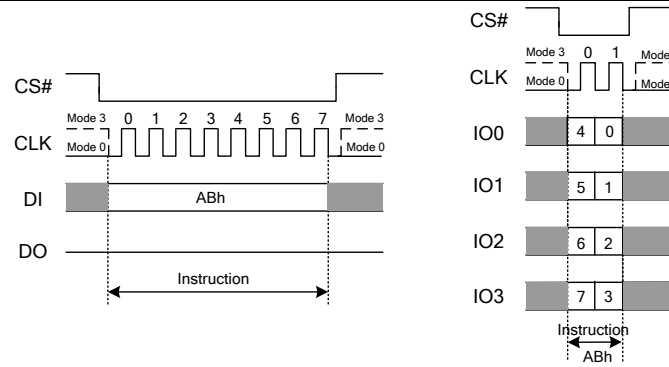 CS#
Mode 3 0 1 2 3 4 5 6 7 Mode 3
CLK Mode 0 Mode 0
DI ABh
DO
Instruction
CS#
Mode 3 0 1 Mode
CLK Mode 0 Mode
IO0 4 0
IO1 5 1
IO2 6 2
IO3 7 3
Instruction
ABh